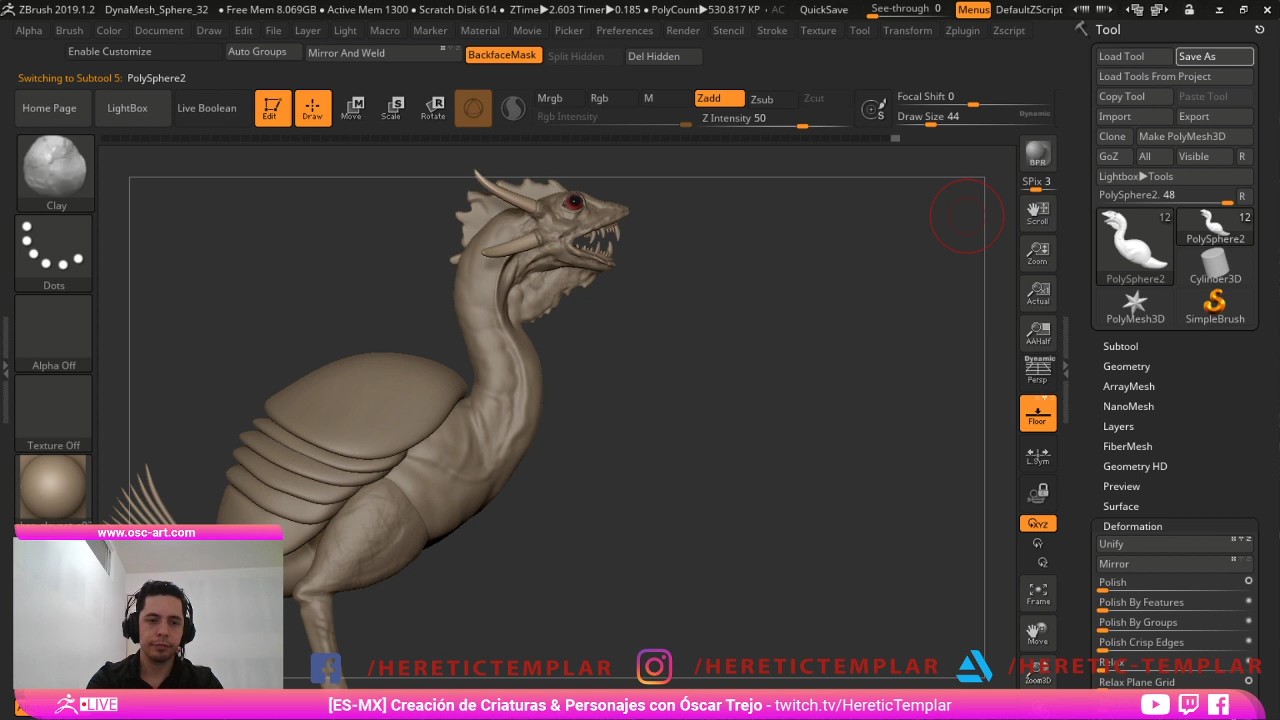 ZBrush 2019.1.2 DynaMesh_Sphere_32 ● Free Mem 8.069GB ● Active Mem 1300 ● Scratch Disk 614 ● ZTime▶2.603 Timer▶0.185 ● PolyCount▶530.817 KP ● AC QuickSave See-through 0 Menus DefaultZScript
Alpha Brush Color Document Draw Edit File Layer Light Macro Marker Material Movie Picker Preferences Render Stencil Stroke Texture Tool Transform Zplugin Zscript
Enable Customize Auto Groups Mirror And Weld BackfaceMask Split Hidden Del Hidden
Switching to Subtool 5: PolySphere2
Home Page LightBox Live Boolean Edit Draw Move Scale Rotate
Mrgb Rgb M Zadd Zsub Zcut
Rgb Intensity Z Intensity 50
Focal Shift 0
Draw Size 44 Dynamic
Clay
Dots
Alpha Off
Texture Off
BPR
SPix 3
Scroll
Zoom
Actual
AAHalf
Dynamic
Persp
Floor
L.Sym
XYZ
Frame
Move
Zoom3D
Tool
Load Tool Save As
Load Tools From Project
Copy Tool Paste Tool
Import Export
Clone Make PolyMesh3D
GoZ All Visible R
Lightbox▶Tools
PolySphere2. 48 R
12 12
PolySphere2
PolySphere2 Cylinder3D
PolyMesh3D SimpleBrush
Subtool
Geometry
ArrayMesh
NanoMesh
Layers
FiberMesh
Geometry HD
Preview
Surface
Deformation
Unify
Mirror
Polish
Polish By Features
Polish By Groups
Polish Crisp Edges
Relax
Relax Plane Grid
www.osc-art.com
/HERETICTEMPLAR /HERETICTEMPLAR /HERETIC-TEMPLAR
LIVE [ES-MX] Creación de Criaturas & Personajes con Óscar Trejo - twitch.tv/HereticTemplar